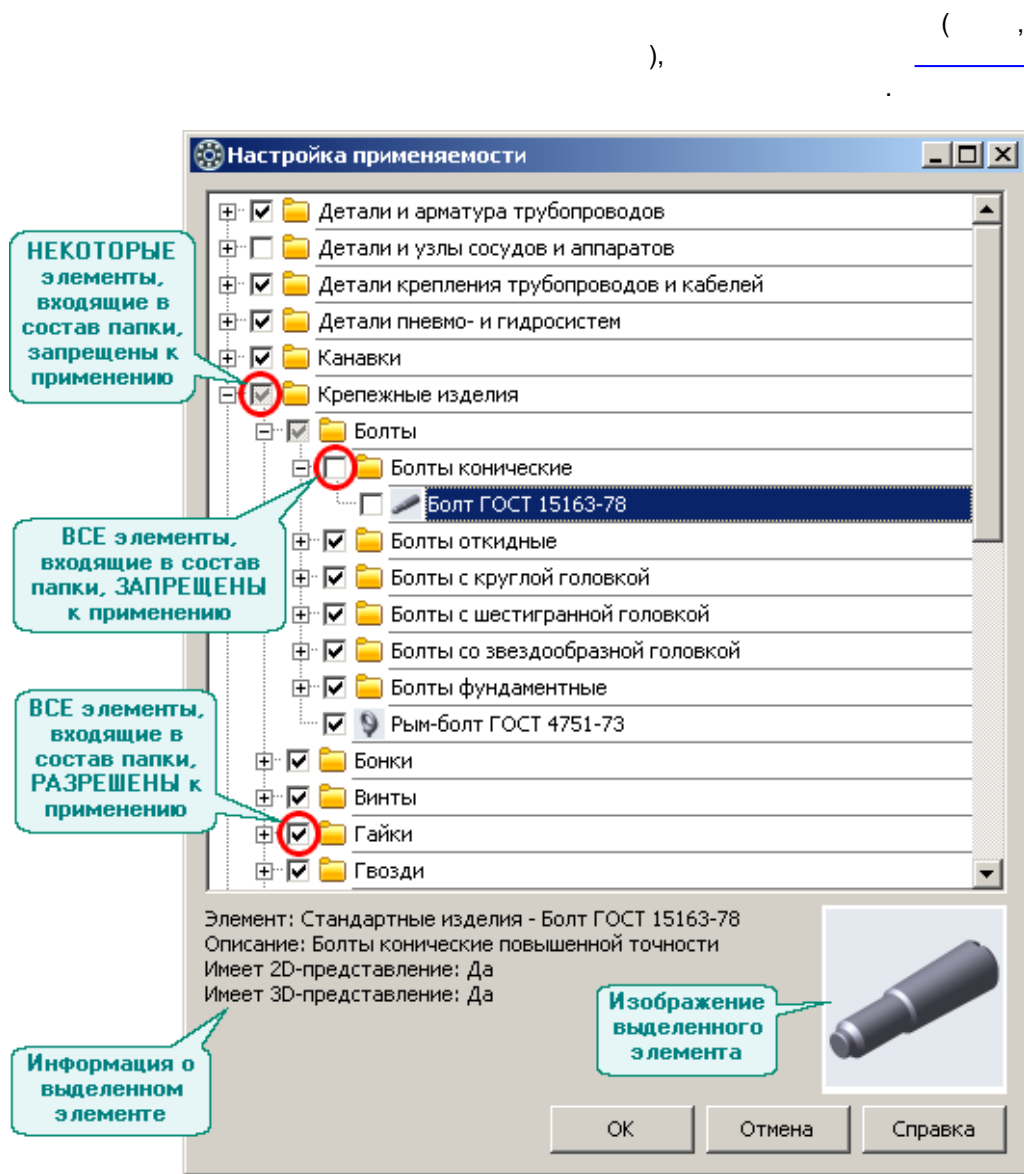 ( ,
),
.
Настройка применяемости
Детали и арматура трубопроводов
Детали и узлы сосудов и аппаратов
Детали крепления трубопроводов и кабелей
Детали пневмо- и гидросистем
Канавки
Крепежные изделия
Болты
Болты конические
Болт ГОСТ 15163-78
Болты откидные
Болты с круглой головкой
Болты с шестигранной головкой
Болты со звездообразной головкой
Болты фундаментные
Рым-болт ГОСТ 4751-73
Бонки
Винты
Гайки
Гвозди
НЕКОТОРЫЕ
элементы,
входящие в
состав папки,
запрещены к
применению
ВСЕ элементы,
входящие в состав
папки, ЗАПРЕЩЕНЫ
к применению
ВСЕ элементы,
входящие в
состав папки,
РАЗРЕШЕНЫ к
применению
Элемент: Стандартные изделия - Болт ГОСТ 15163-78
Описание: Болты конические повышенной точности
Имеет 2D-представление: Да
Имеет 3D-представление: Да
Изображение
выделенного
элемента
Информация о
выделенном
элементе
ОК
Отмена
Справка